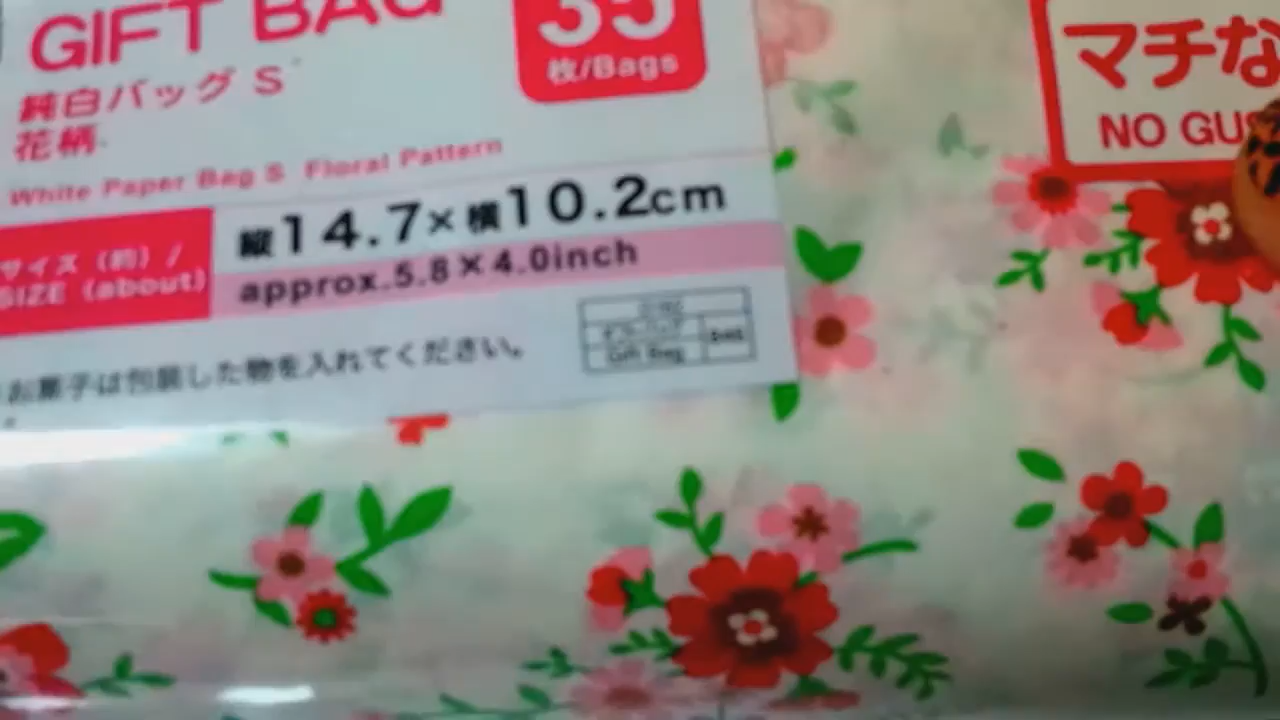 GIFT BAG
35
枚/Bags
純白バッグ S
花柄
White Paper Bag S Floral Pattern
サイズ (約) /
SIZE (about)
縦14.7×横10.2cm
approx.5.8×4.0inch
お菓子は包装した物を入れてください。
Gift Bag
マチな
NO GUS